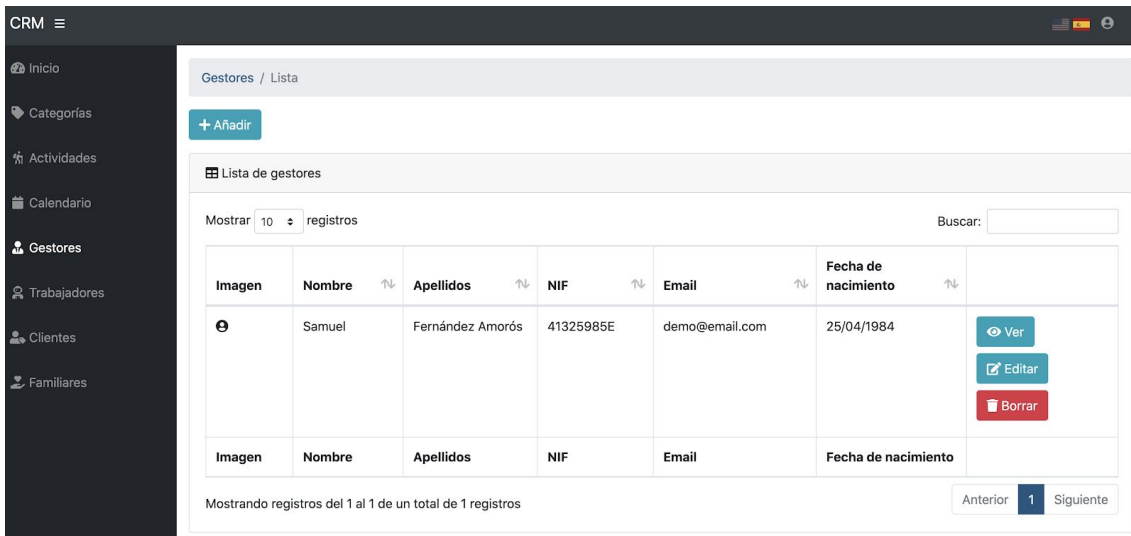 CRM
Inicio
Categorías
Actividades
Calendario
Gestores
Trabajadores
Clientes
Familiares
Gestores / Lista
+ Añadir
Lista de gestores
Mostrar 10 registros
Buscar:
Imagen Nombre Apellidos NIF Email Fecha de nacimiento
Samuel Fernández Amorós 41325985E demo@email.com 25/04/1984
Ver
Editar
Borrar
Imagen Nombre Apellidos NIF Email Fecha de nacimiento
Mostrando registros del 1 al 1 de un total de 1 registros
Anterior 1 Siguiente